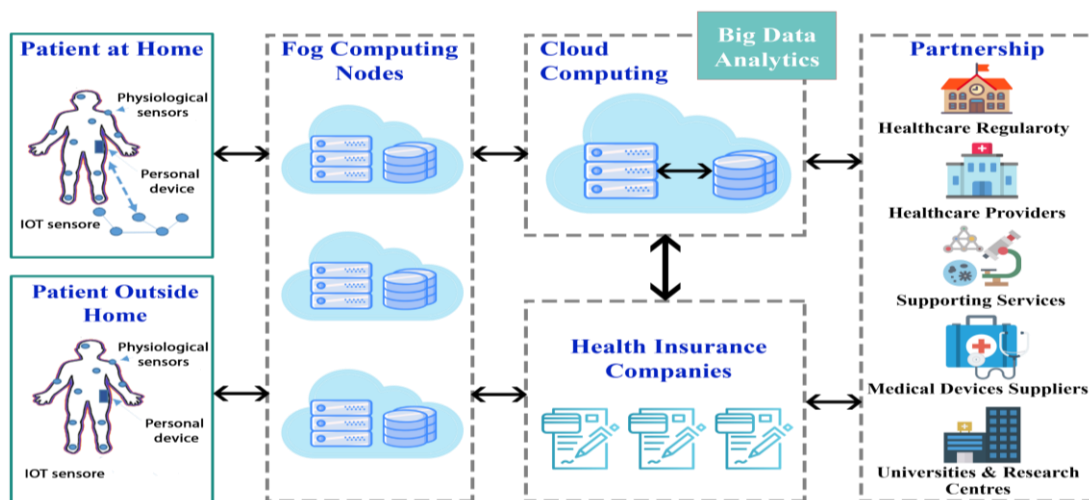 Patient at Home
Physiological
sensors
Personal
device
IOT sensore
Patient Outside
Home
Physiological
sensors
Personal
device
IOT sensore
Fog Computing
Nodes
Cloud
Computing
Big Data
Analytics
Health Insurance
Companies
Partnership
Healthcare Regularoty
Healthcare Providers
Supporting Services
Medical Devices Suppliers
Universities & Research
Centres